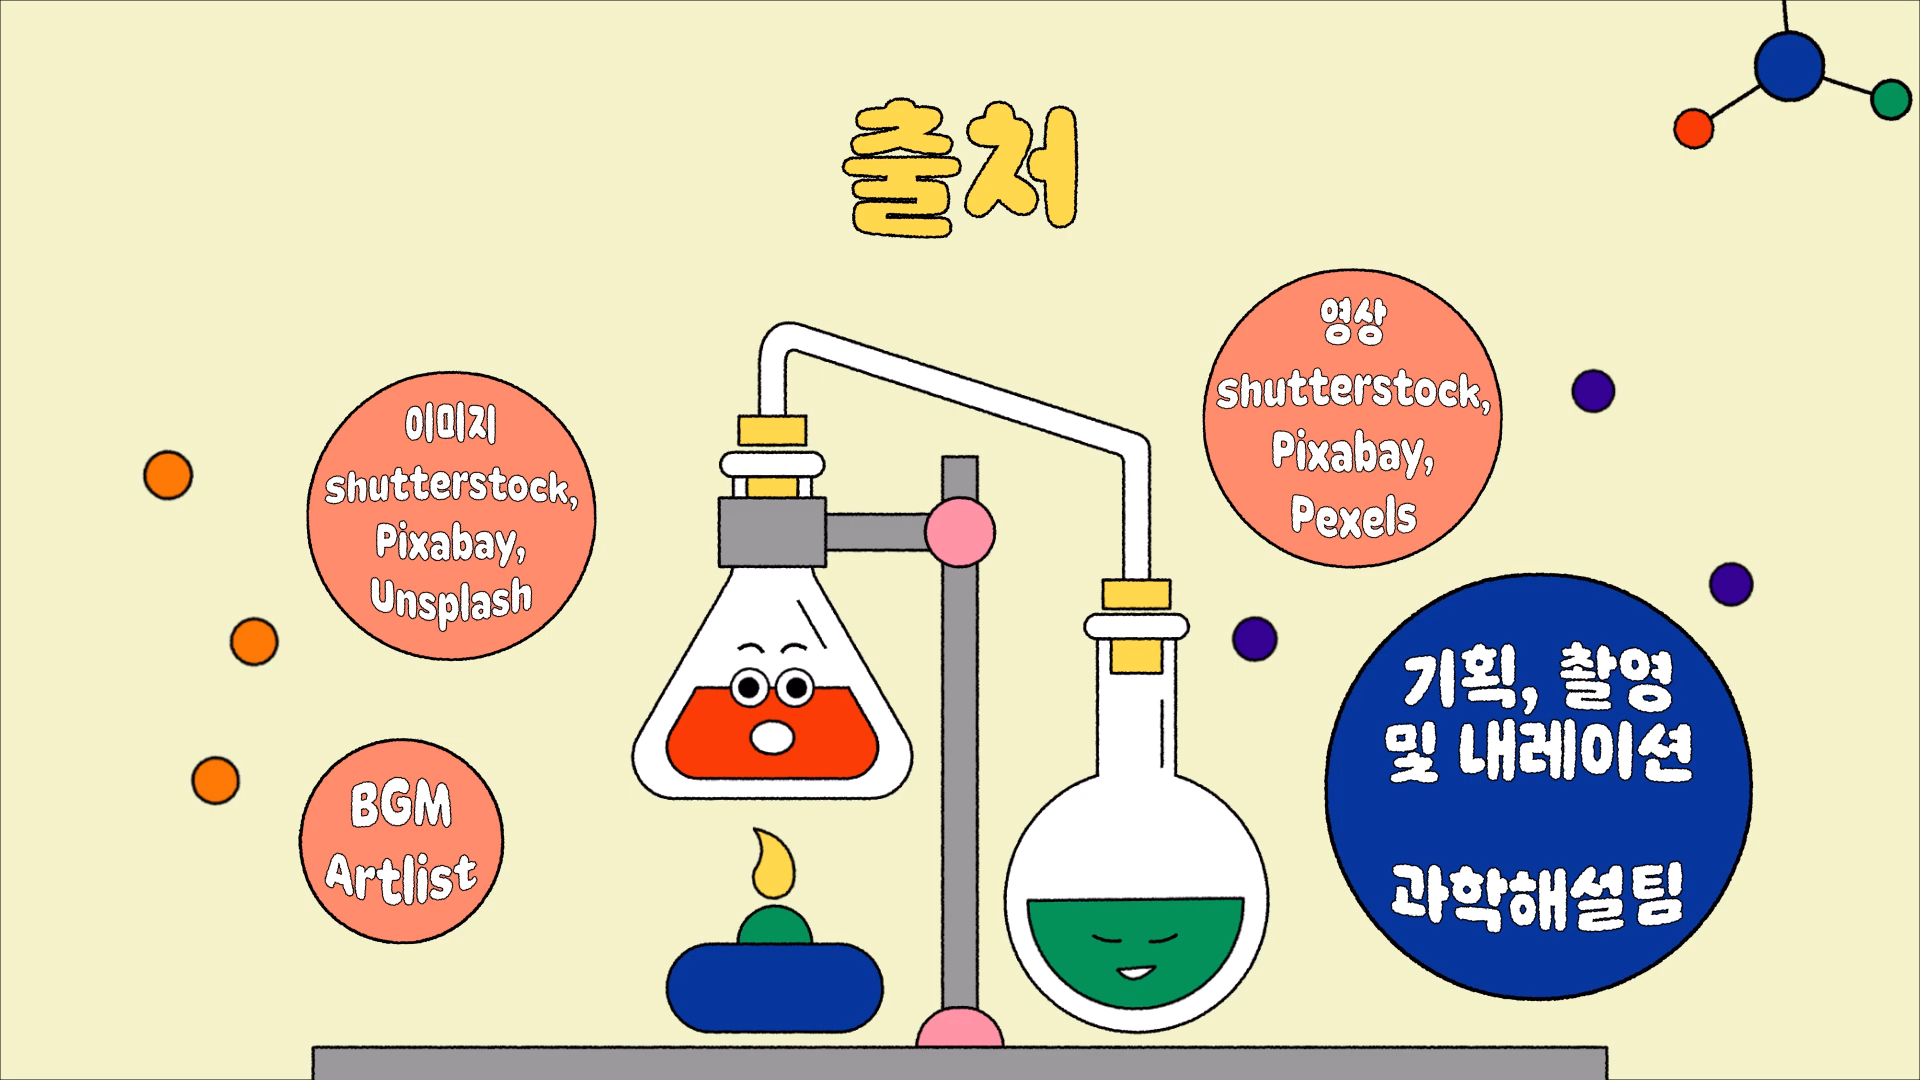 출처
이미지
shutterstock,
Pixabay,
Unsplash
BGM
Artlist
영상
shutterstock,
Pixabay,
Pexels
기획, 촬영
및 내레이션
과학해설팀